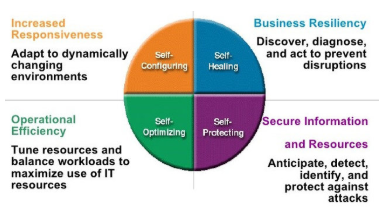 Increased
Responsiveness
Adapt to dynamically
changing
environments
Business Resiliency
Discover, diagnose,
and act to prevent
disruptions
Self-
Configuring
Self-
Healing
Self-
Optimizing
Self-
Protecting
Operational
Efficiency
Tune resources and
balance workloads to
maximize use of IT
resources
Secure Information
and Resources
Anticipate, detect,
identify, and
protect against
attacks